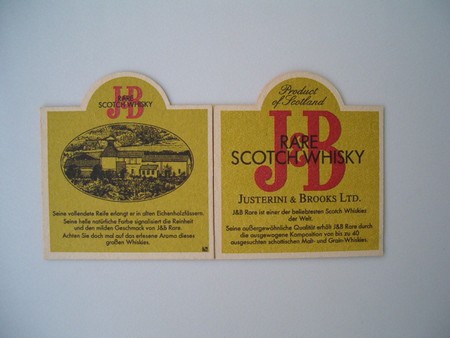 J&B
RARE
SCOTCH WHISKY
Seine vollendete Reife erlangt er in alten Eichenholzfässern.
Seine helle natürliche Farbe signalisiert die Reinheit
und den milden Geschmack von J&B Rare.
Achten Sie doch mal auf das erlesene Aroma dieses
großen Whiskies.
Product
of Scotland
J&B
RARE
SCOTCH WHISKY
JUSTERINI & BROOKS LTD.
J&B Rare ist einer der beliebtesten Scotch Whiskies
der Welt.
Seine außergewöhnliche Qualität erhält J&B Rare durch
die ausgewogene Komposition von bis zu 40
ausgesuchten schottischen Malt- und Grain-Whiskies.